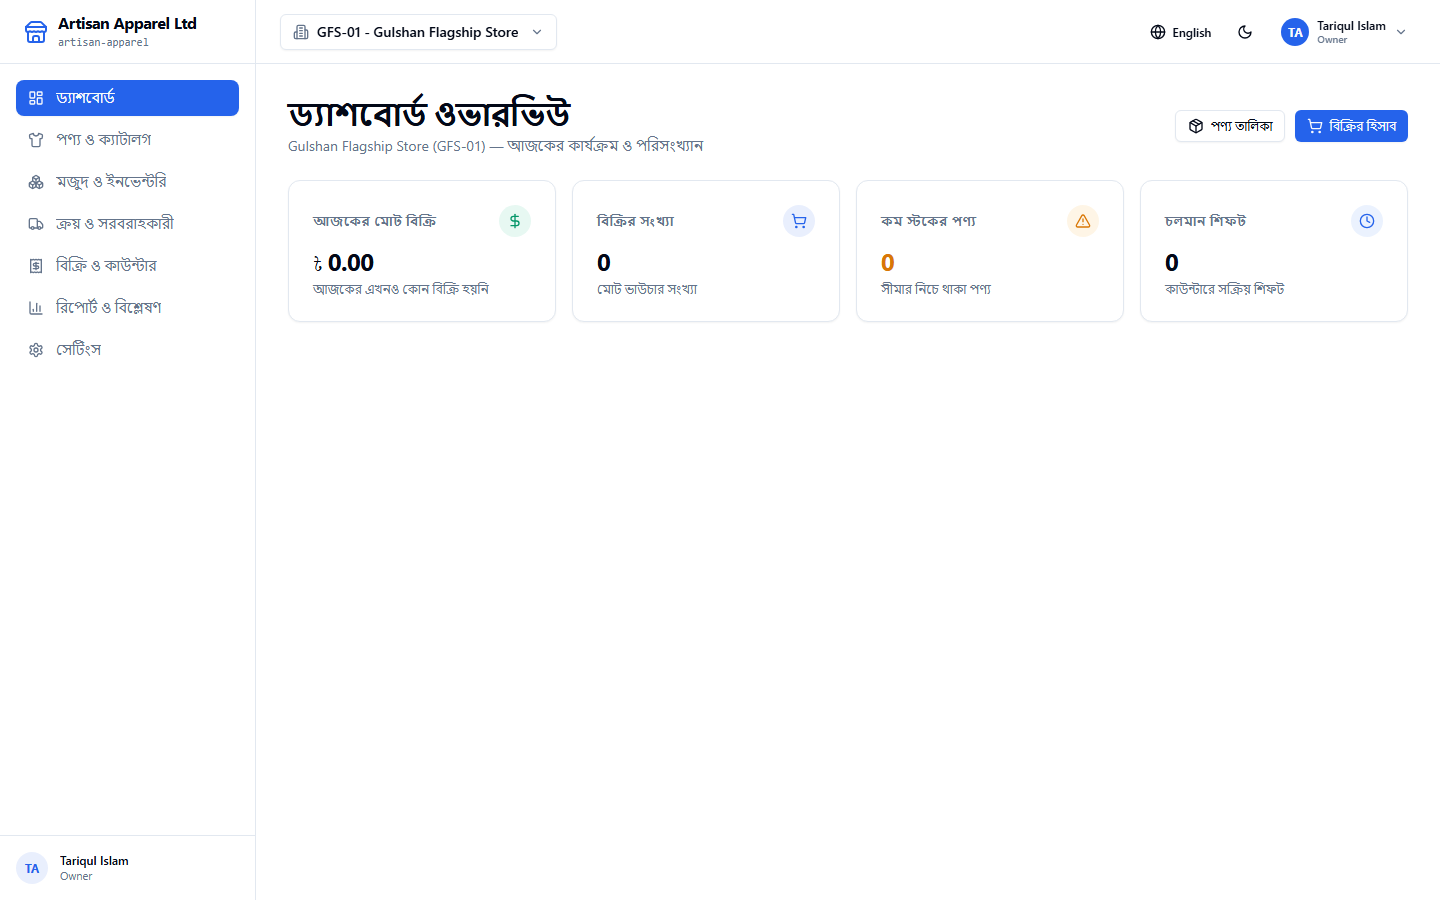 Artisan Apparel Ltd
artisan-apparel
GFS-01 - Gulshan Flagship Store
English
TA
Tariqul Islam
Owner
ড্যাশবোর্ড
পণ্য ও ক্যাটালগ
মজুদ ও ইনভেন্টরি
ক্রয় ও সরবরাহকারী
বিক্রি ও কাউন্টার
রিপোর্ট ও বিশ্লেষণ
সেটিংস
ড্যাশবোর্ড ওভারভিউ
Gulshan Flagship Store (GFS-01) — আজকের কার্যক্রম ও পরিসংখ্যান
পণ্য তালিকা
বিক্রির হিসাব
আজকের মোট বিক্রি
৳ 0.00
আজকের এখনও কোন বিক্রি হয়নি
বিক্রির সংখ্যা
0
মোট ভাউচার সংখ্যা
কম স্টকের পণ্য
0
সীমার নিচে থাকা পণ্য
চলমান শিফট
0
কাউন্টারে সক্রিয় শিফট
TA
Tariqul Islam
Owner